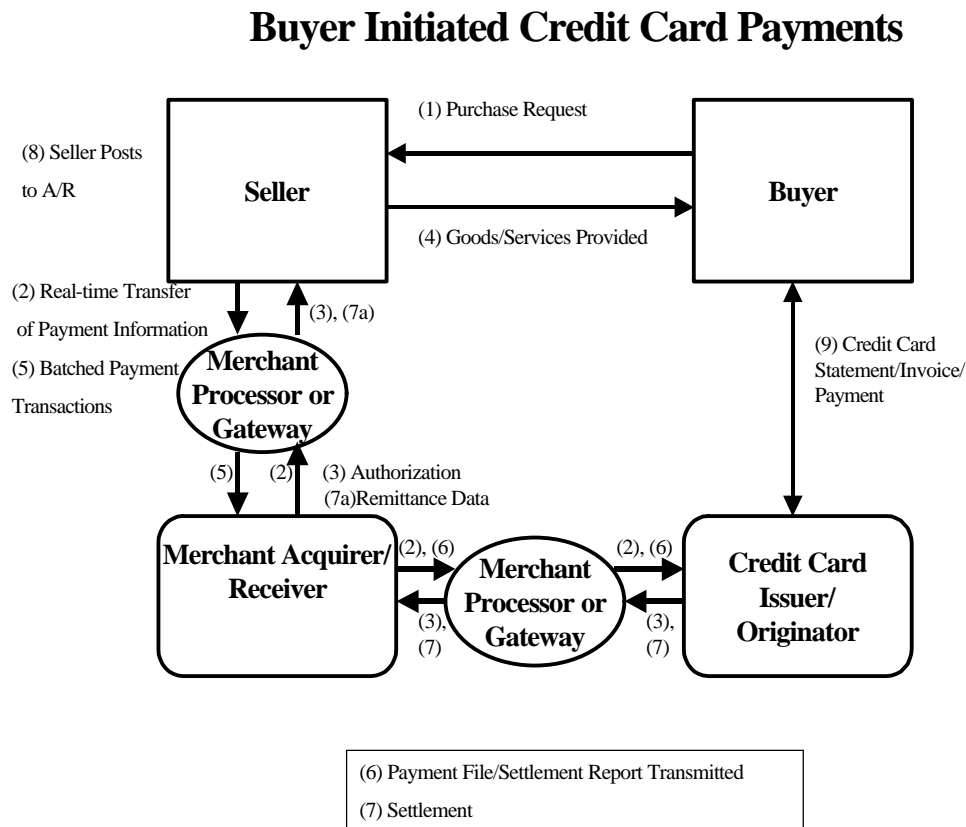 Buyer Initiated Credit Card Payments
(1) Purchase Request
(8) Seller Posts
to A/R
Seller
Buyer
(4) Goods/Services Provided
(2) Real-time Transfer
of Payment Information
(3), (7a)
(5) Batched Payment
Transactions
Merchant
Processor or
Gateway
(9) Credit Card
Statement/Invoice/
Payment
(5)
(2)
(3) Authorization
(7a)Remittance Data
Merchant Acquirer/
Receiver
(2), (6)
Merchant
Processor or
Gateway
(2), (6)
Credit Card
Issuer/
Originator
(3),
(7)
(3),
(7)
(6) Payment File/Settlement Report Transmitted
(7) Settlement